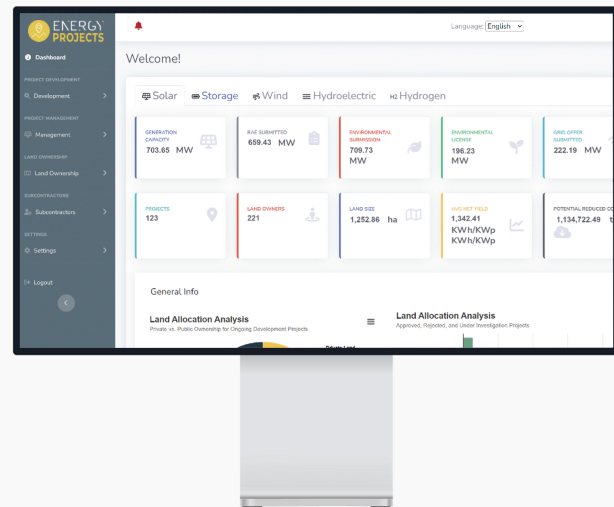 ENERGY
PROJECTS
Language: English
Dashboard
Welcome!
PROJECT DEVELOPMENT
Development
Solar Storage Wind Hydroelectric H2 Hydrogen
PROJECT MANAGEMENT
Management
LAND OWNERSHIP
Land Ownership
SUBCONTRACTORS
Subcontractors
SETTINGS
Settings
Logout
GENERATION
CAPACITY
703.65 MW
RAE SUBMITTED
659.43 MW
ENVIRONMENTAL
SUBMISSION
709.73
MW
ENVIRONMENTAL
LICENSE
196.23
MW
GRID OFFER
SUBMITTED
222.19 MW
PROJECTS
123
LAND OWNERS
221
LAND SIZE
1,252.86 ha
AVG NET YIELD
1,342.41
KWh/KWp
KWh/KWp
POTENTIAL REDUCED CO
1,134,722.49 t
General Info
Land Allocation Analysis
Private vs. Public Ownership for Ongoing Development Projects
Private Land
Land Allocation Analysis
Approved, Rejected, and Under Investigation Projects